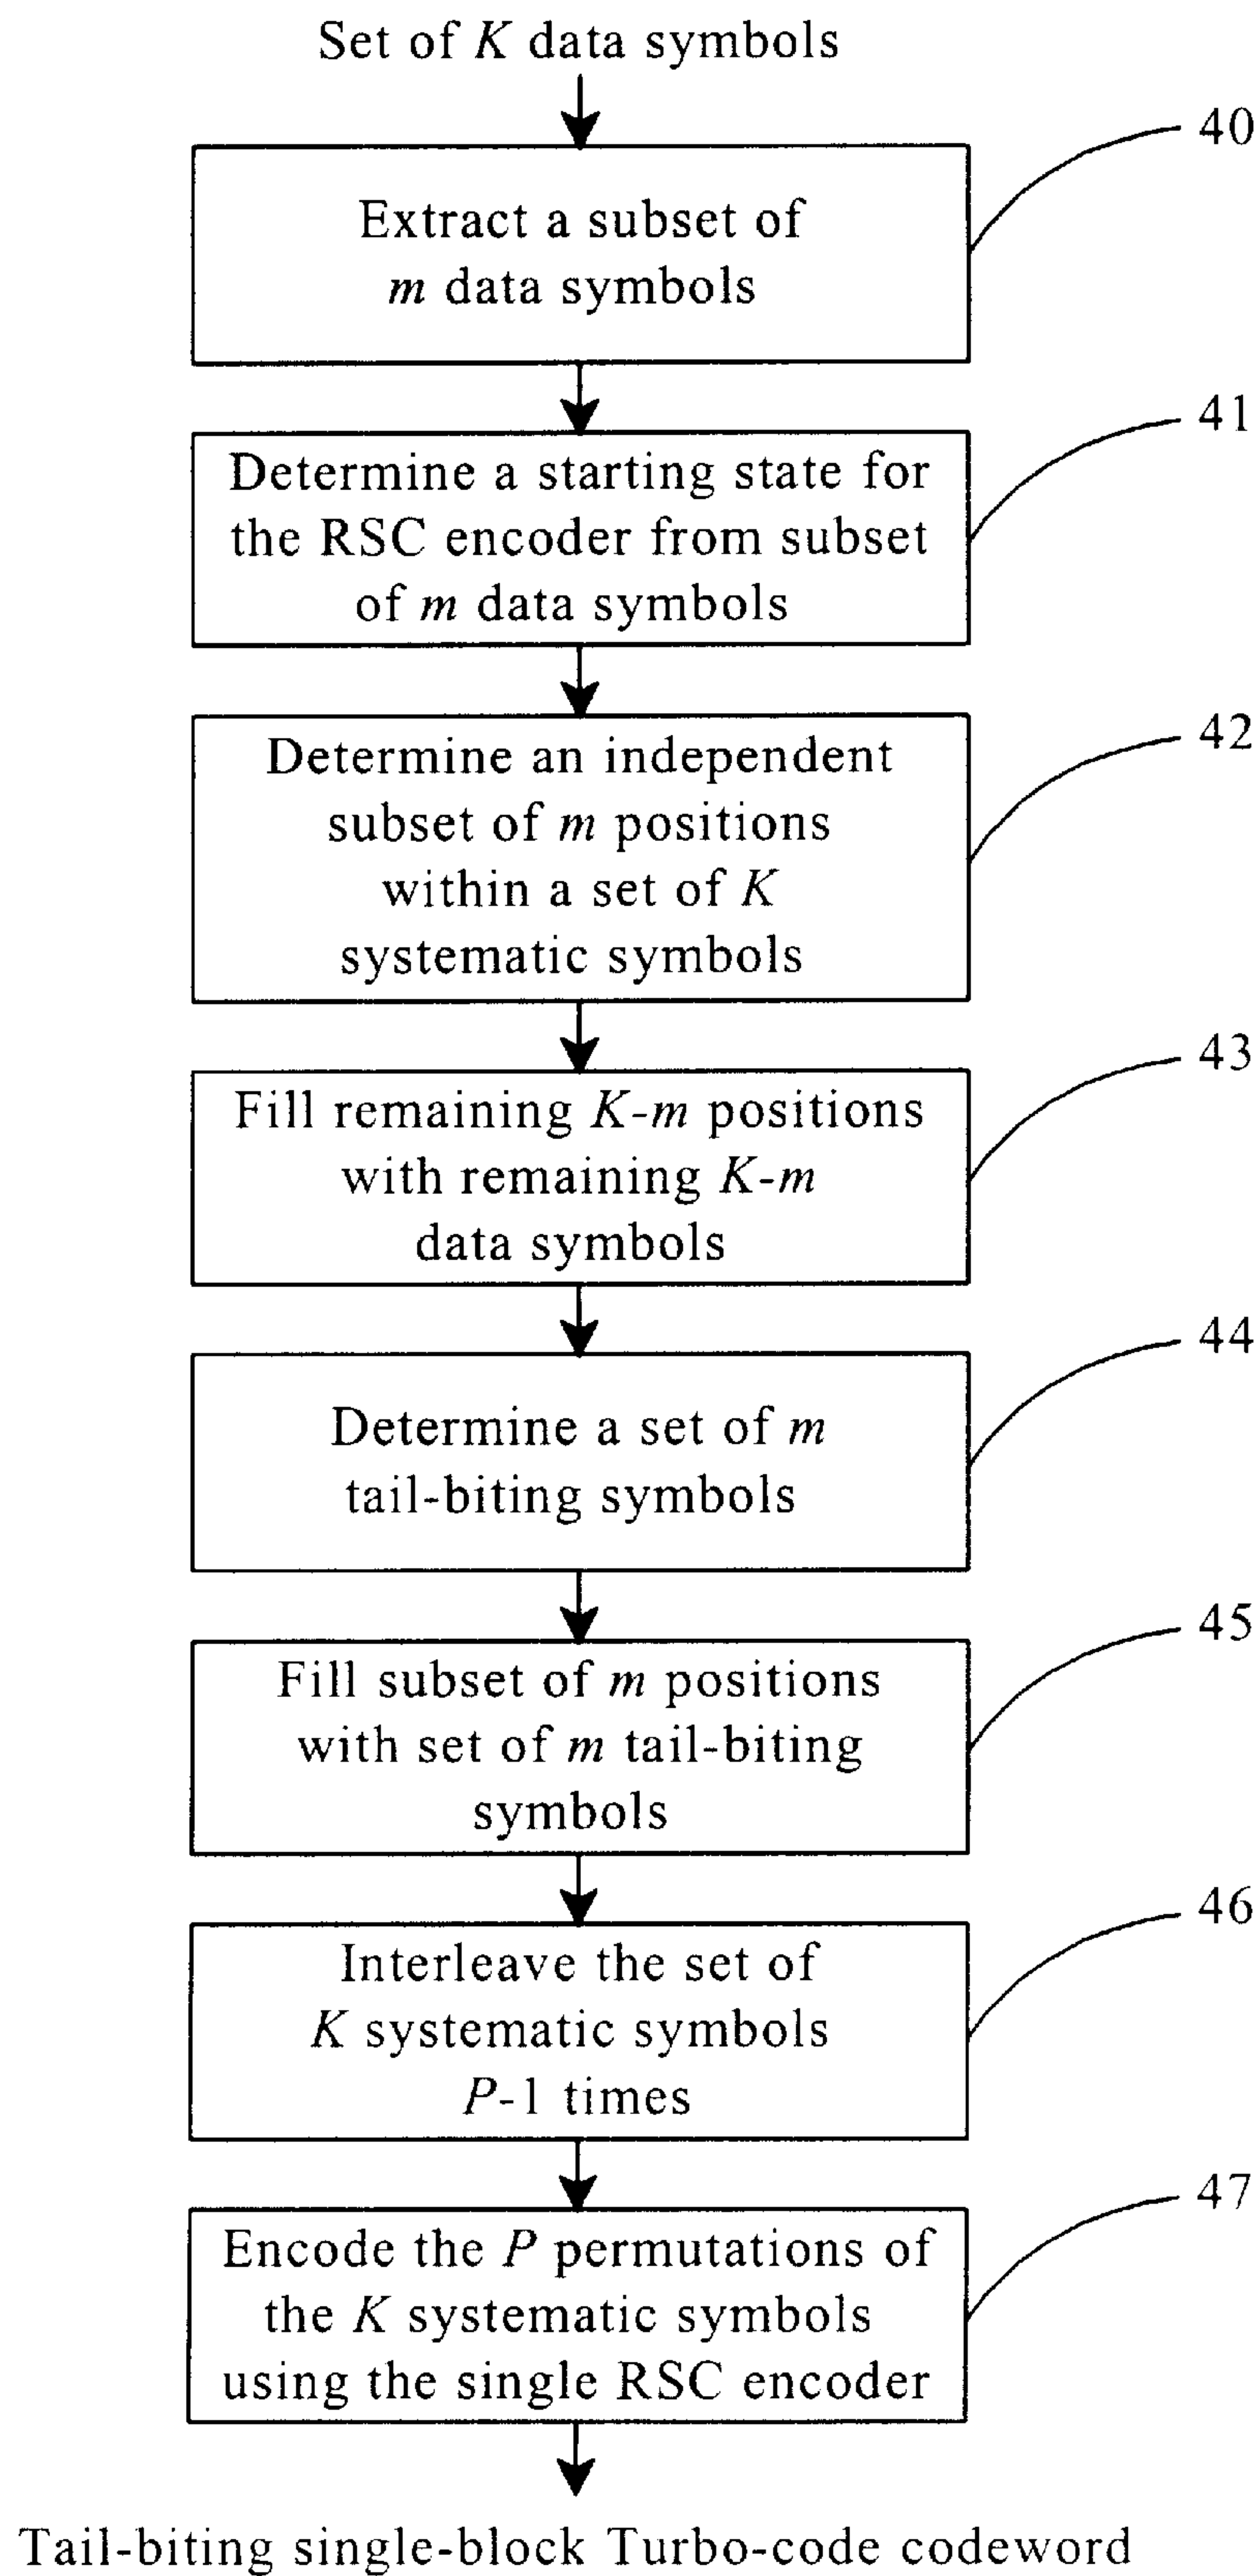 Set of K data symbols
40
Extract a subset of
m data symbols
41
Determine a starting state for
the RSC encoder from subset
of m data symbols
42
Determine an independent
subset of m positions
within a set of K
systematic symbols
43
Fill remaining K-m positions
with remaining K-m
data symbols
44
Determine a set of m
tail-biting symbols
45
Fill subset of m positions
with set of m tail-biting
symbols
46
Interleave the set of
K systematic symbols
P-1 times
47
Encode the P permutations of
the K systematic symbols
using the single RSC encoder
Tail-biting single-block Turbo-code codeword